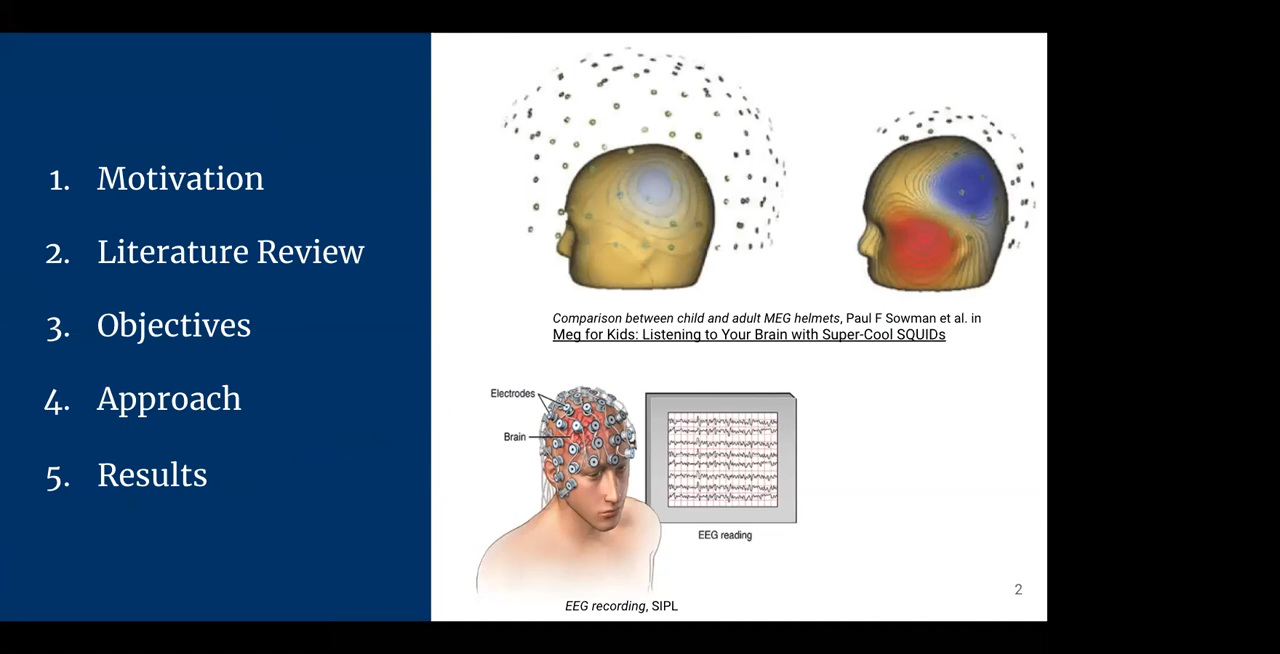 1. Motivation
2. Literature Review
3. Objectives
4. Approach
5. Results
Comparison between child and adult MEG helmets, Paul F Sowman et al. in
Meg for Kids: Listening to Your Brain with Super-Cool SQUIDs
Electrodes
Brain
EEG reading
EEG recording, SIPL
2